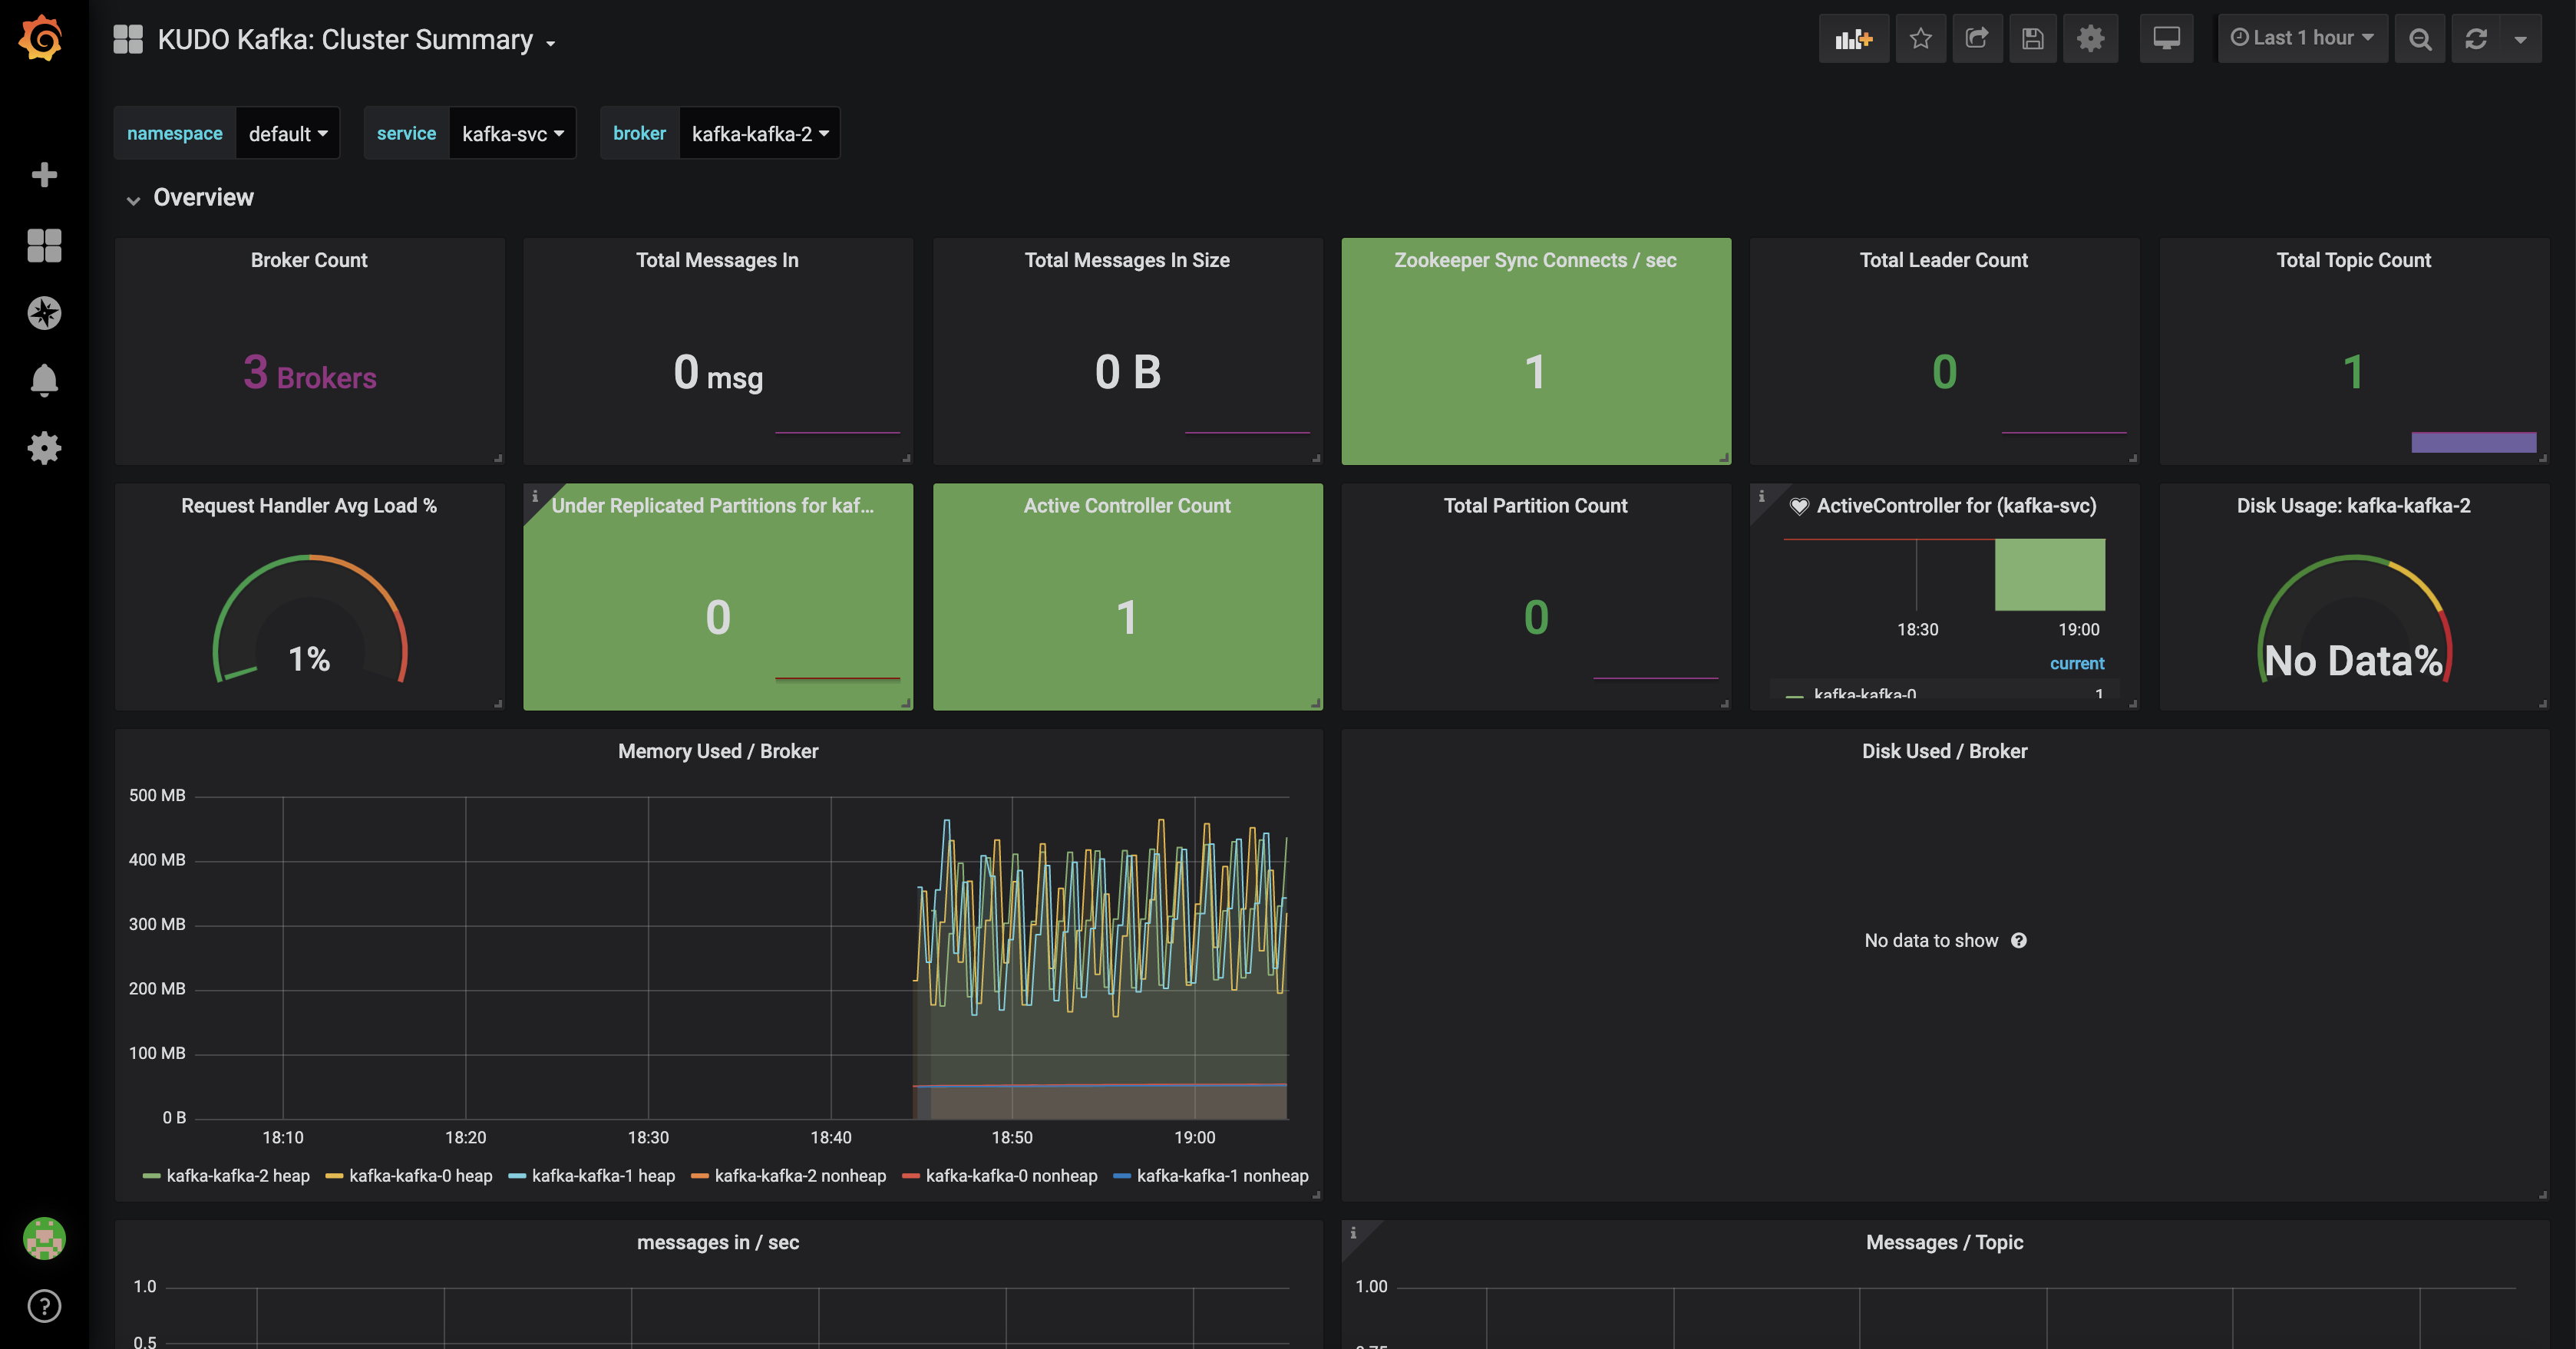 KUDO Kafka: Cluster Summary
Last 1 hour
namespace default service kafka-svc broker kafka-kafka-2
Overview
Broker Count
3 Brokers
Total Messages In
0 msg
Total Messages In Size
0 B
Zookeeper Sync Connects / sec
1
Total Leader Count
0
Total Topic Count
1
Request Handler Avg Load %
1%
Under Replicated Partitions for kaf...
0
Active Controller Count
1
Total Partition Count
0
ActiveController for (kafka-svc)
18:30 19:00
current
kafka-kafka-0 1
Disk Usage: kafka-kafka-2
No Data%
Memory Used / Broker
500 MB
400 MB
300 MB
200 MB
100 MB
0 B
18:10 18:20 18:30 18:40 18:50 19:00
kafka-kafka-2 heap kafka-kafka-0 heap kafka-kafka-1 heap kafka-kafka-2 nonheap kafka-kafka-0 nonheap kafka-kafka-1 nonheap
Disk Used / Broker
No data to show
messages in / sec
1.0
0.5
Messages / Topic
1.00